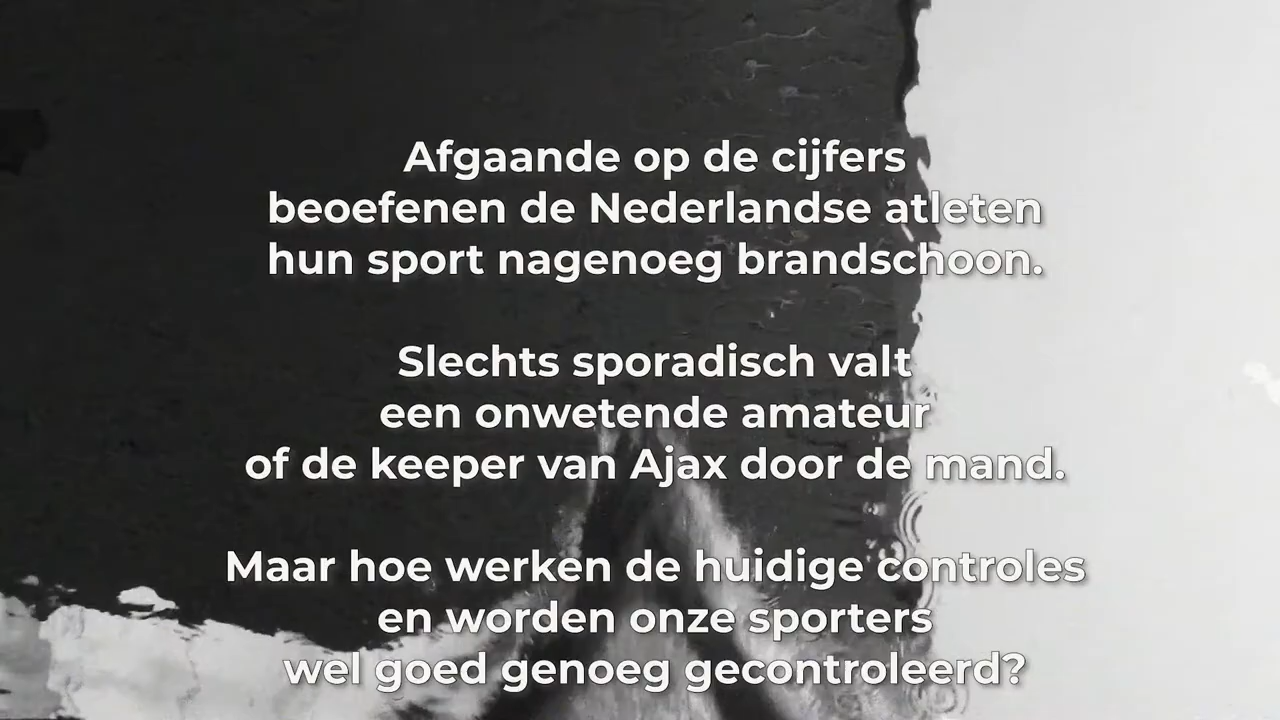 Afgaande op de cijfers
beoefenen de Nederlandse atleten
hun sport nagenoeg brandschoon.
Slechts sporadisch valt
een onwetende amateur
of de keeper van Ajax door de mand.
Maar hoe werken de huidige controles
en worden onze sporters
wel goed genoeg gecontroleerd?